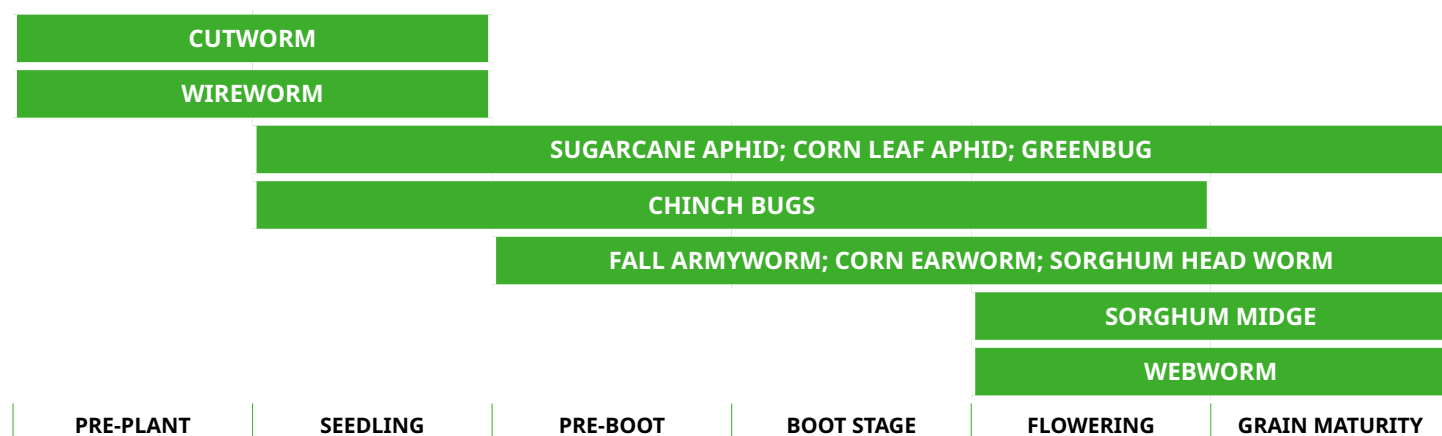 CUTWORM
WIREWORM
SUGARCANE APHID; CORN LEAF APHID; GREENBUG
CHINCH BUGS
FALL ARMYWORM; CORN EARWORM; SORGHUM HEAD WORM
SORGHUM MIDGE
WEBWORM
PRE-PLANT SEEDLING PRE-BOOT BOOT STAGE FLOWERING GRAIN MATURITY